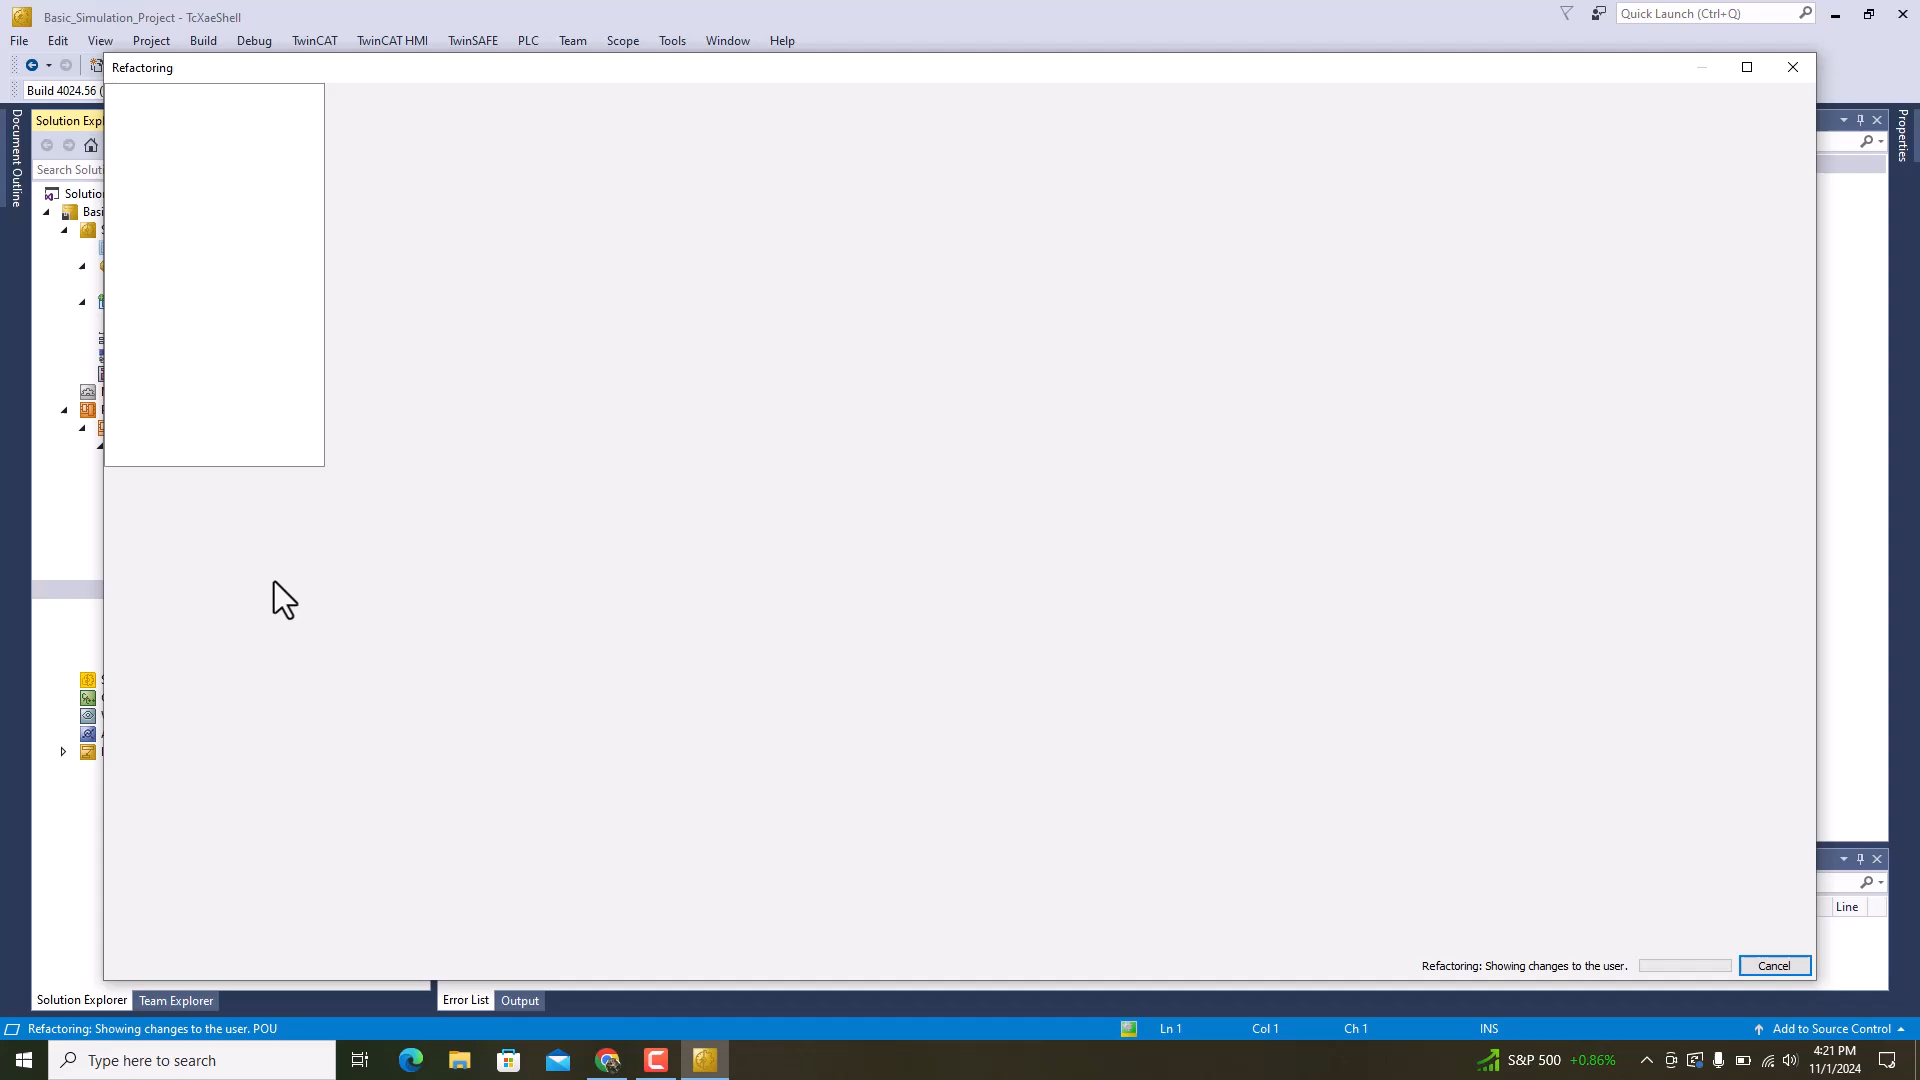 Basic_Simulation_Project - TcXaeShell
Quick Launch (Ctrl+Q)
File Edit View Project Build Debug TwinCAT TwinCAT HMI TwinSAFE PLC Team Scope Tools Window Help
Refactoring
Build 4024.56 (
Document Outline
Solution Exp
Properties
Search Solut
Solutio
Basi
Line
Refactoring: Showing changes to the user.
Cancel
Solution Explorer Team Explorer
Error List Output
Refactoring: Showing changes to the user. POU
Ln 1 Col 1 Ch 1 INS
Add to Source Control
Type here to search
S&P 500 +0.86%
4:21 PM
11/1/2024